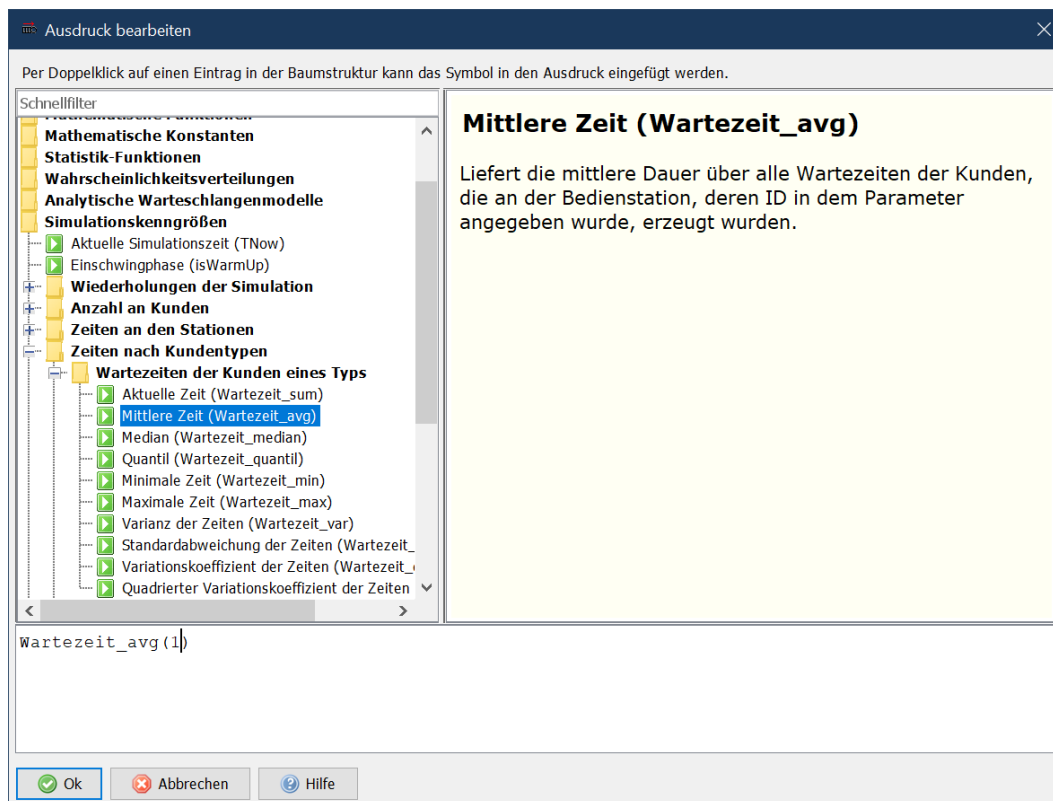 Ausdruck bearbeiten
Per Doppelklick auf einen Eintrag in der Baumstruktur kann das Symbol in den Ausdruck eingefügt werden.
Schnellfilter
Mathematische Funktionen
Mathematische Konstanten
Statistik-Funktionen
Wahrscheinlichkeitsverteilungen
Analytische Warteschlangenmodelle
Simulationskenngrößen
Aktuelle Simulationszeit (TNow)
Einschwingphase (isWarmUp)
Wiederholungen der Simulation
Anzahl an Kunden
Zeiten an den Stationen
Zeiten nach Kundentypen
Wartezeiten der Kunden eines Typs
Aktuelle Zeit (Wartezeit_sum)
Mittlere Zeit (Wartezeit_avg)
Median (Wartezeit_median)
Quantil (Wartezeit_quantil)
Minimale Zeit (Wartezeit_min)
Maximale Zeit (Wartezeit_max)
Varianz der Zeiten (Wartezeit_var)
Standardabweichung der Zeiten (Wartezeit_
Variationskoeffizient der Zeiten (Wartezeit_
Quadrierter Variationskoeffizient der Zeiten
Mittlere Zeit (Wartezeit_avg)
Liefert die mittlere Dauer über alle Wartezeiten der Kunden,
die an der Bedienstation, deren ID in dem Parameter
angegeben wurde, erzeugt wurden.
Wartezeit_avg(1)
Ok
Abbrechen
Hilfe